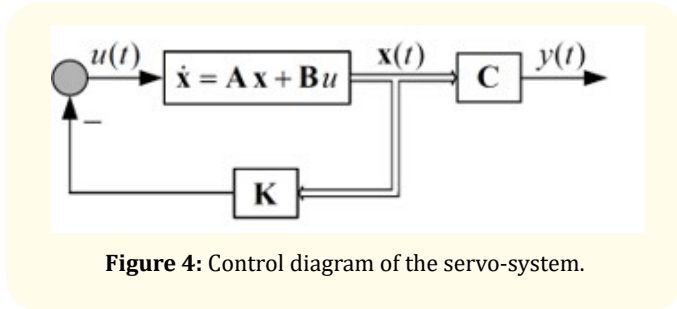 u(t)
ẋ = A x + B u
x(t)
C
y(t)
−
K
Figure 4: Control diagram of the servo-system.